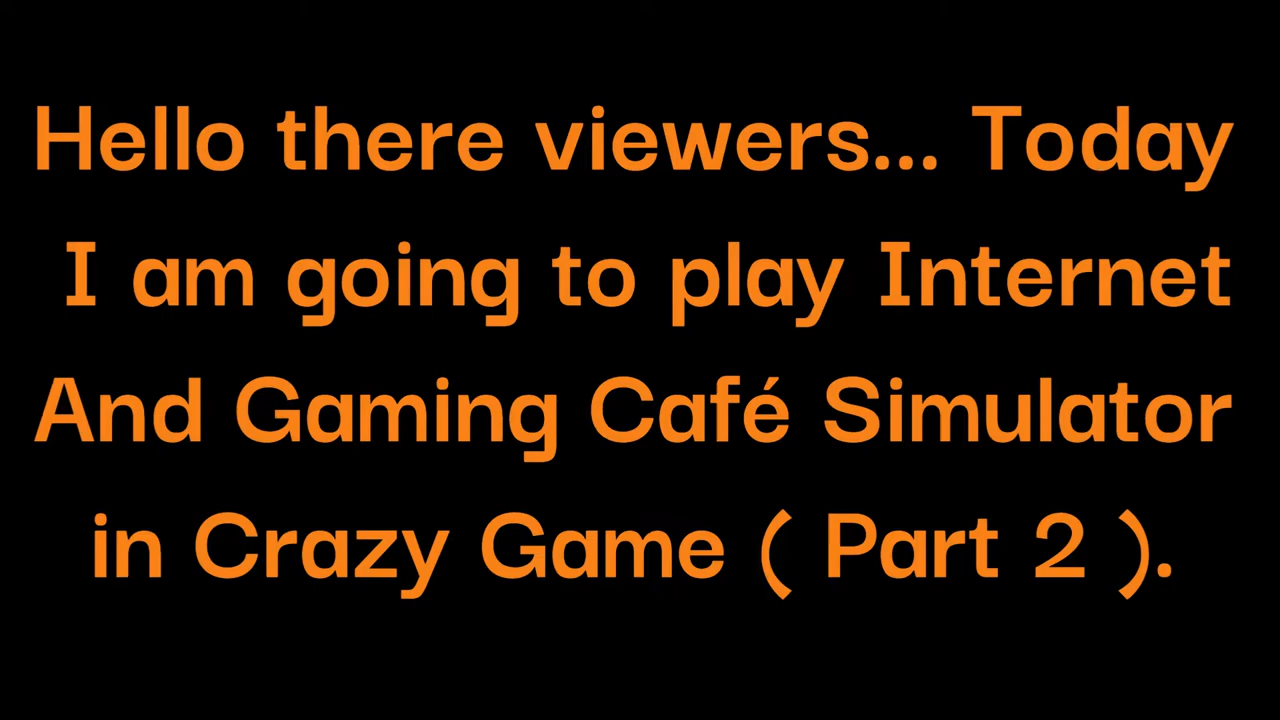 Hello there viewers... Today
I am going to play Internet
And Gaming Café Simulator
in Crazy Game ( Part 2 ).